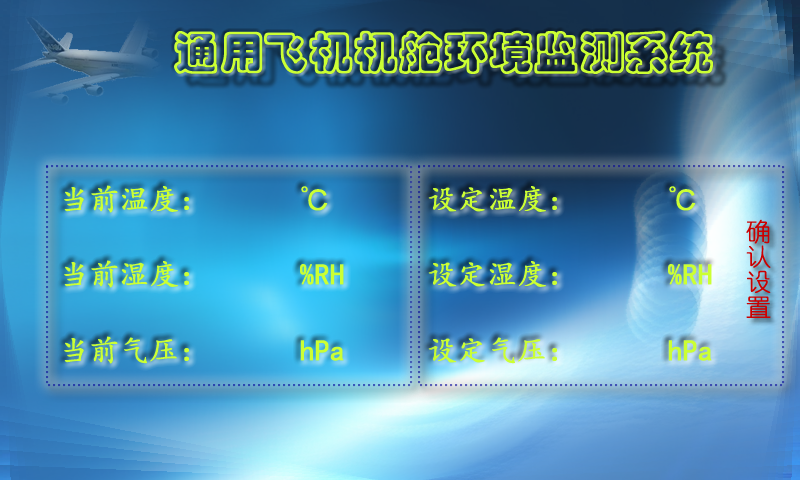 通用飞机机舱环境监测系统
当前温度： ℃
当前湿度： %RH
当前气压： hPa
设定温度： ℃
设定湿度： %RH
设定气压： hPa
确认设置